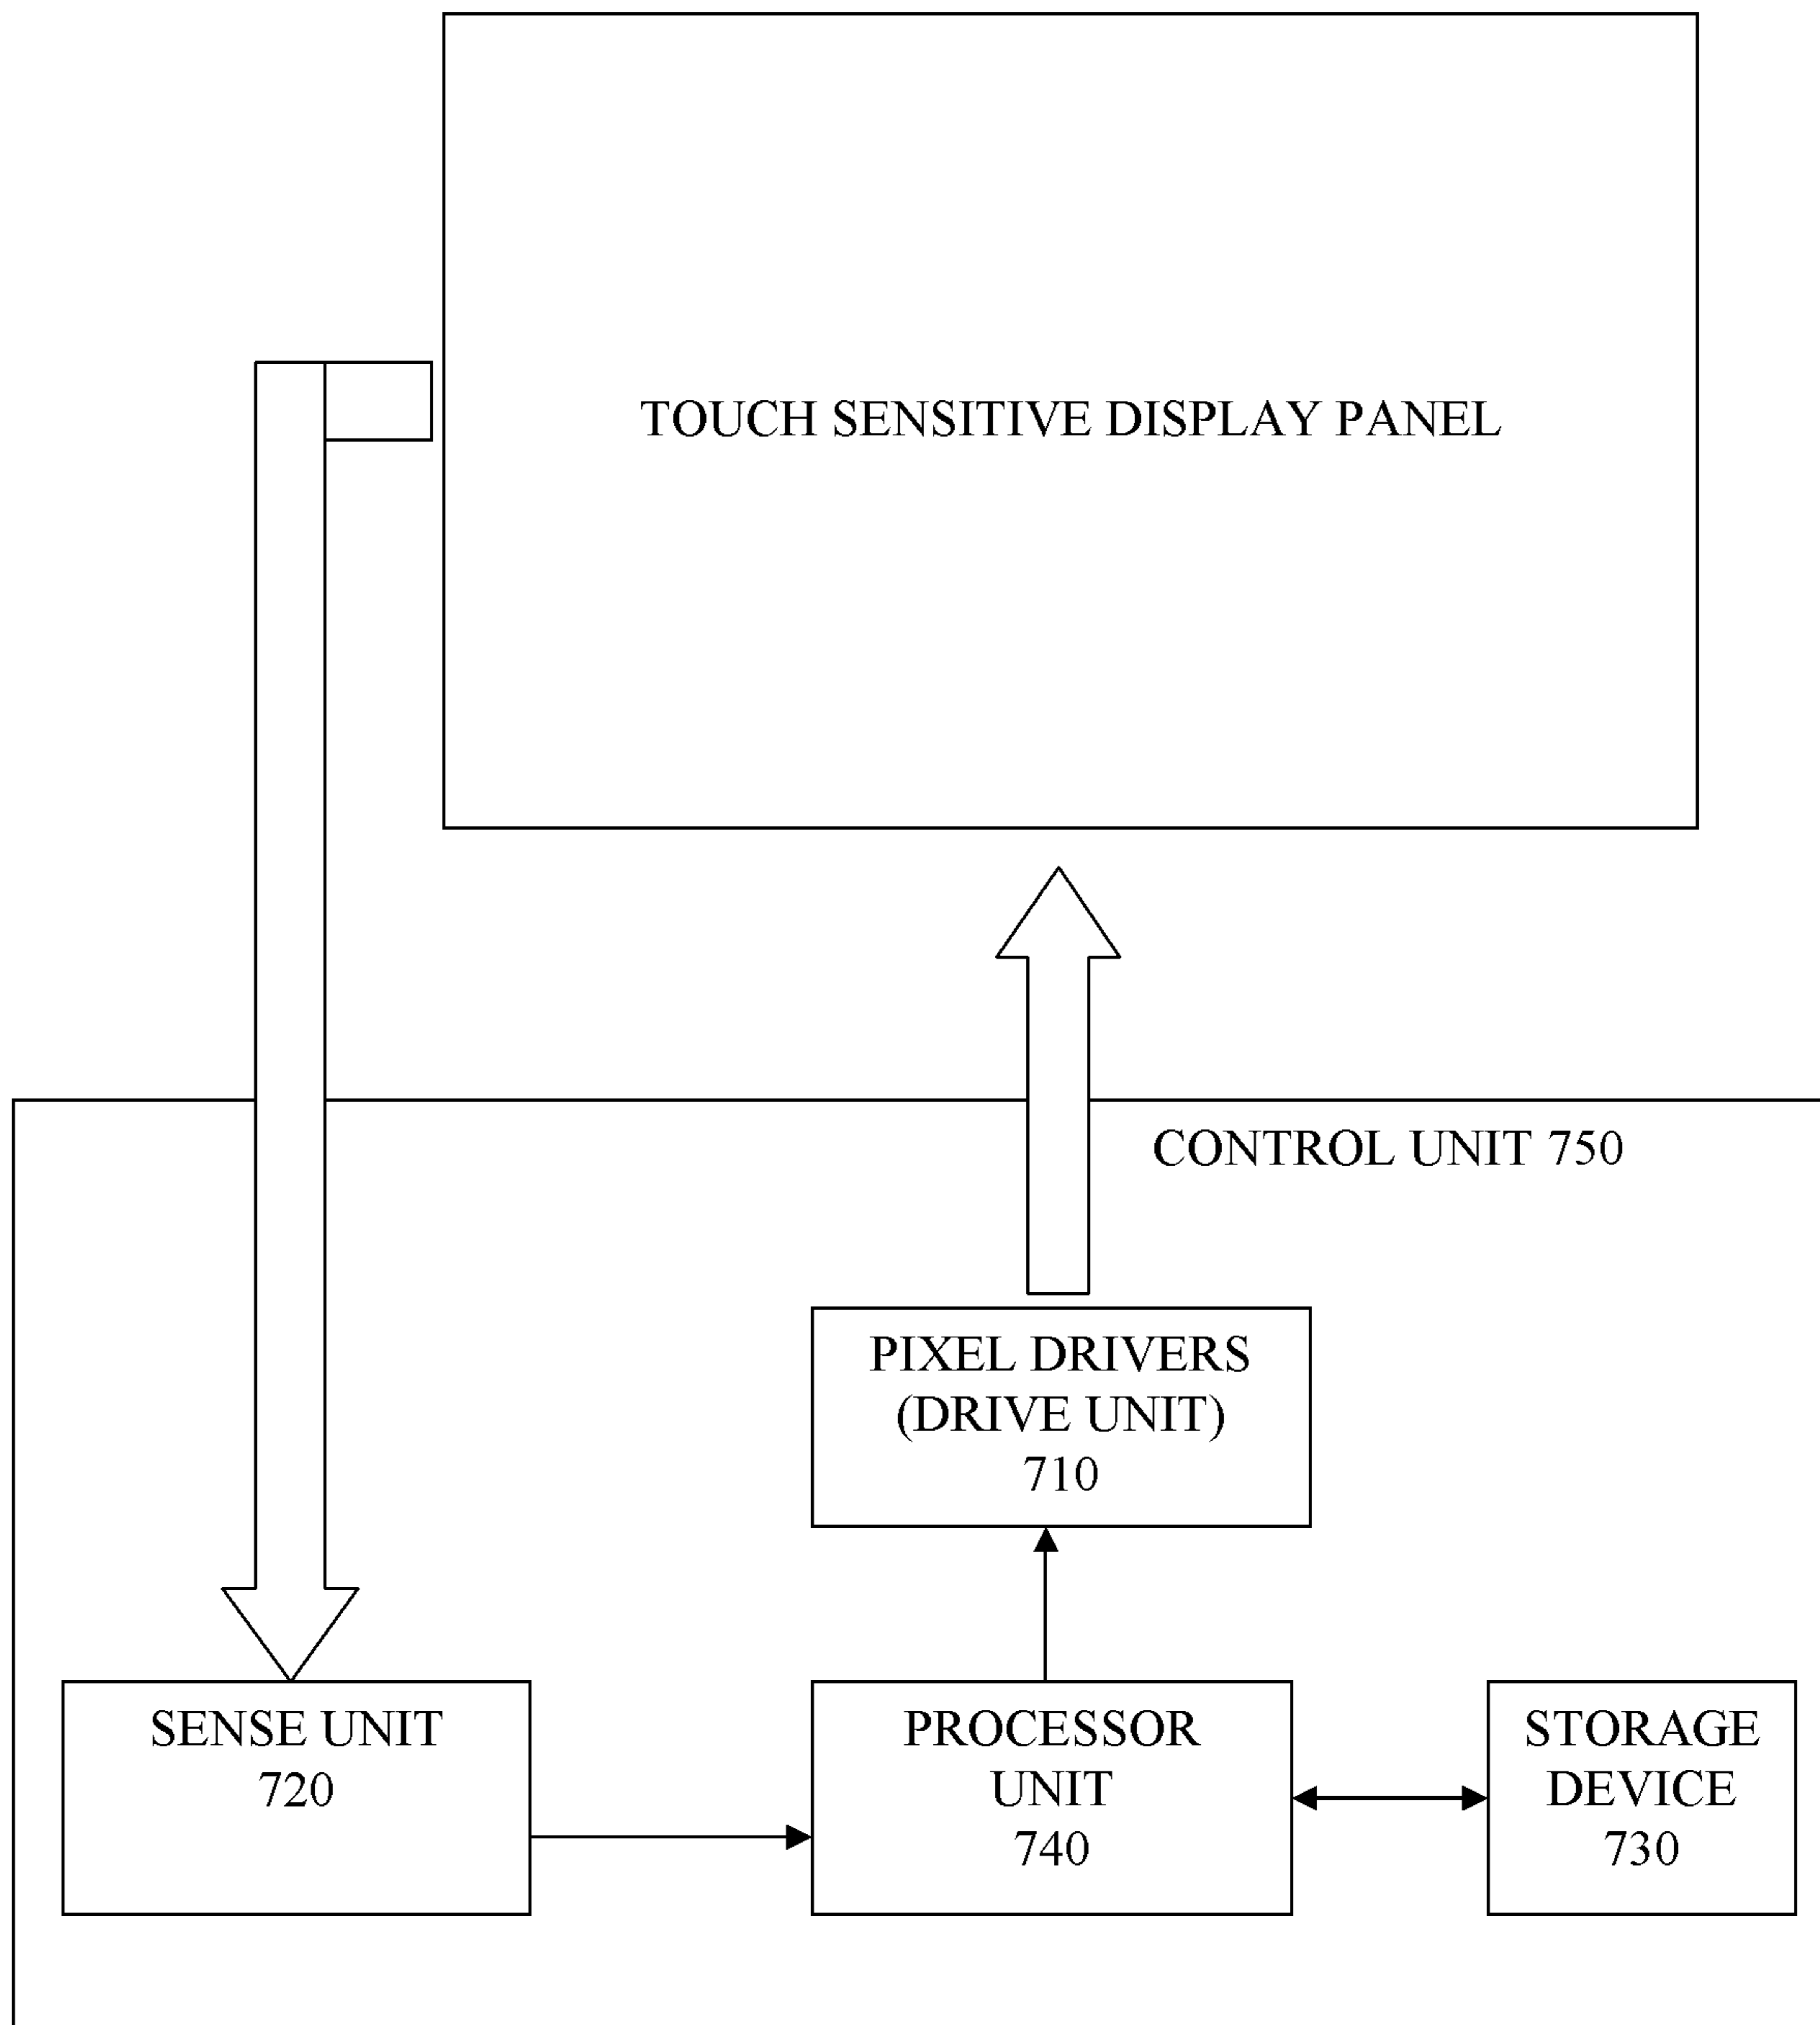 TOUCH SENSITIVE DISPLAY PANEL
CONTROL UNIT 750
PIXEL DRIVERS
(DRIVE UNIT)
710
SENSE UNIT
720
PROCESSOR
UNIT
740
STORAGE
DEVICE
730